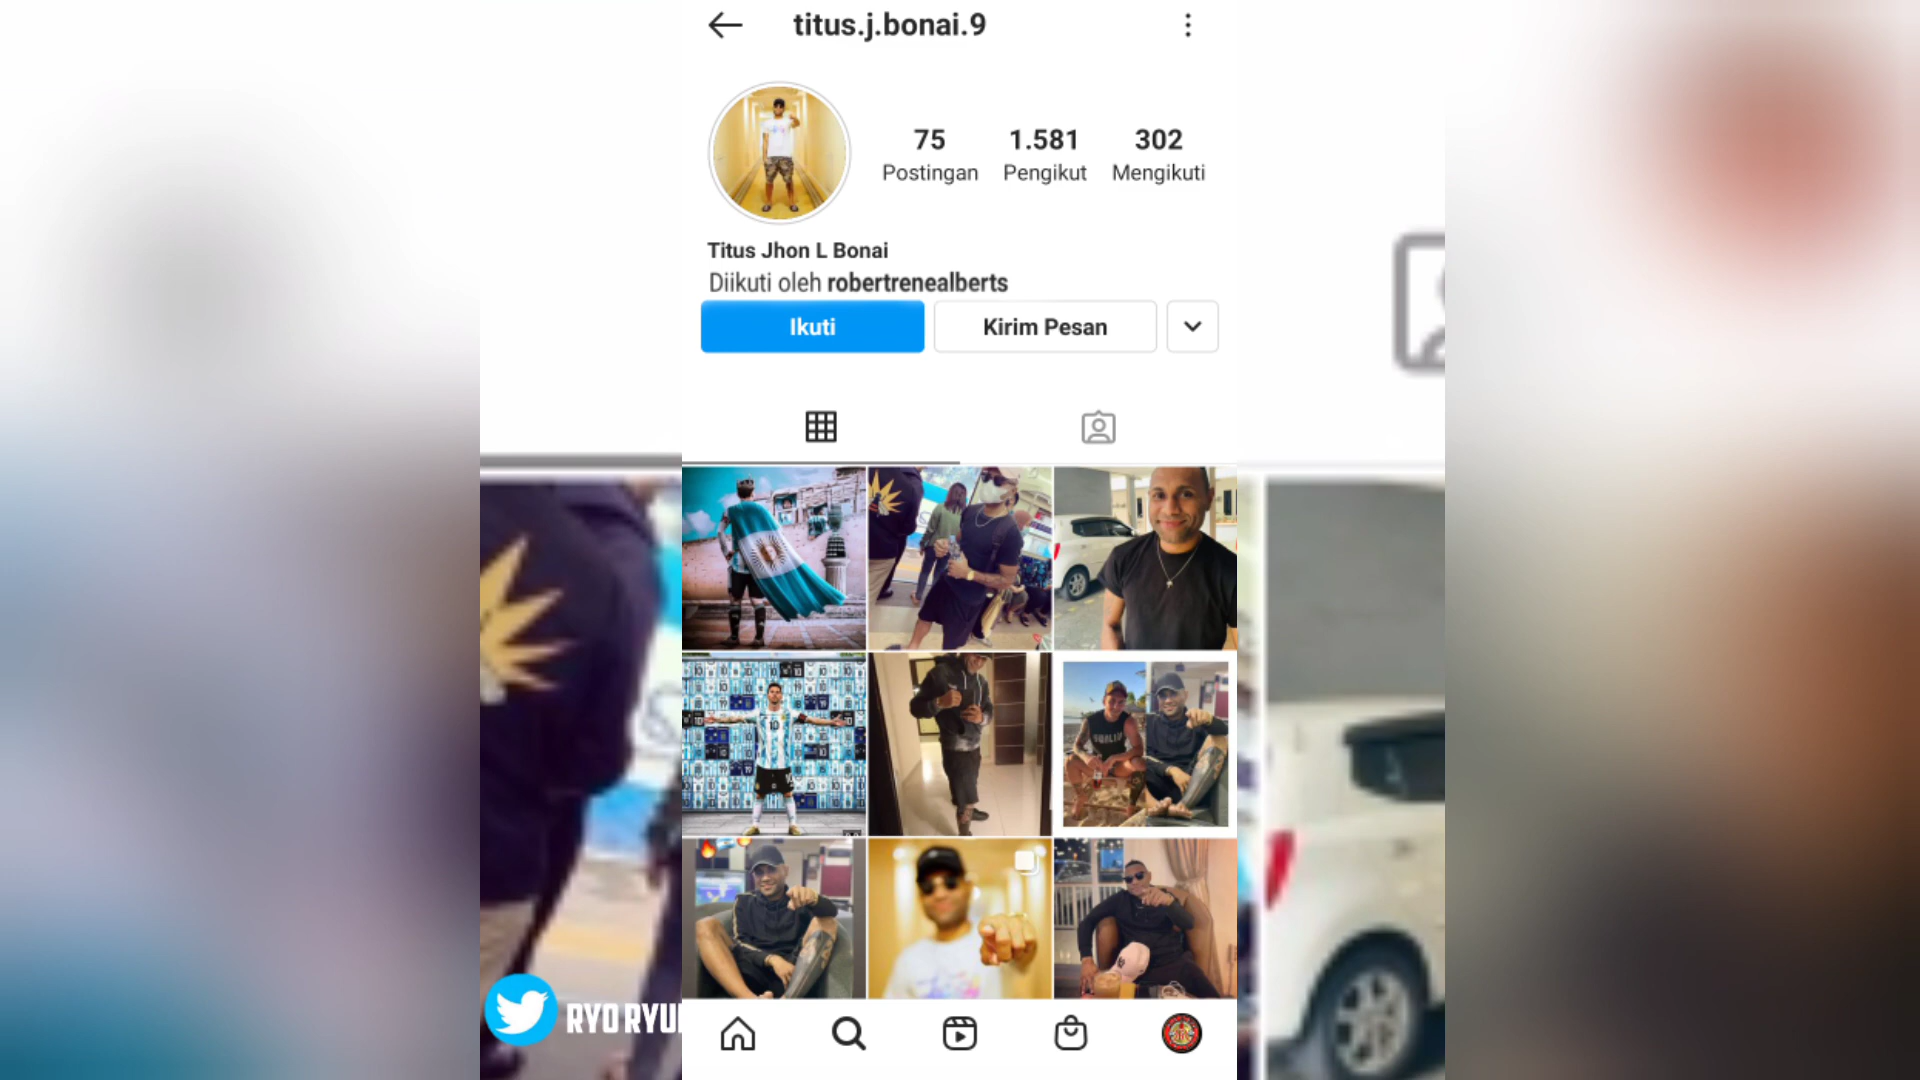 titus.j.bonai.9
75 1.581 302
Postingan Pengikut Mengikuti
Titus Jhon L Bonai
Diikuti oleh robertrenealberts
Ikuti Kirim Pesan
10
RYO RYU